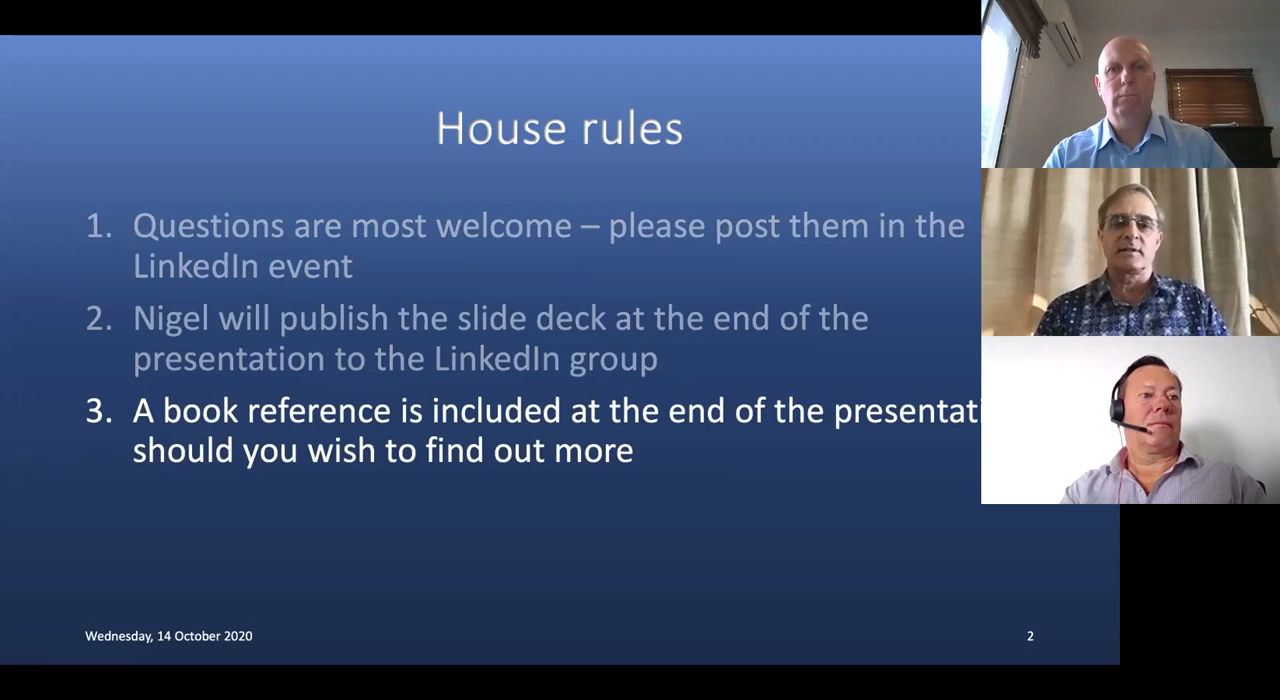 House rules
1. Questions are most welcome – please post them in the
LinkedIn event
2. Nigel will publish the slide deck at the end of the
presentation to the LinkedIn group
3. A book reference is included at the end of the presentati
should you wish to find out more
Wednesday, 14 October 2020
2